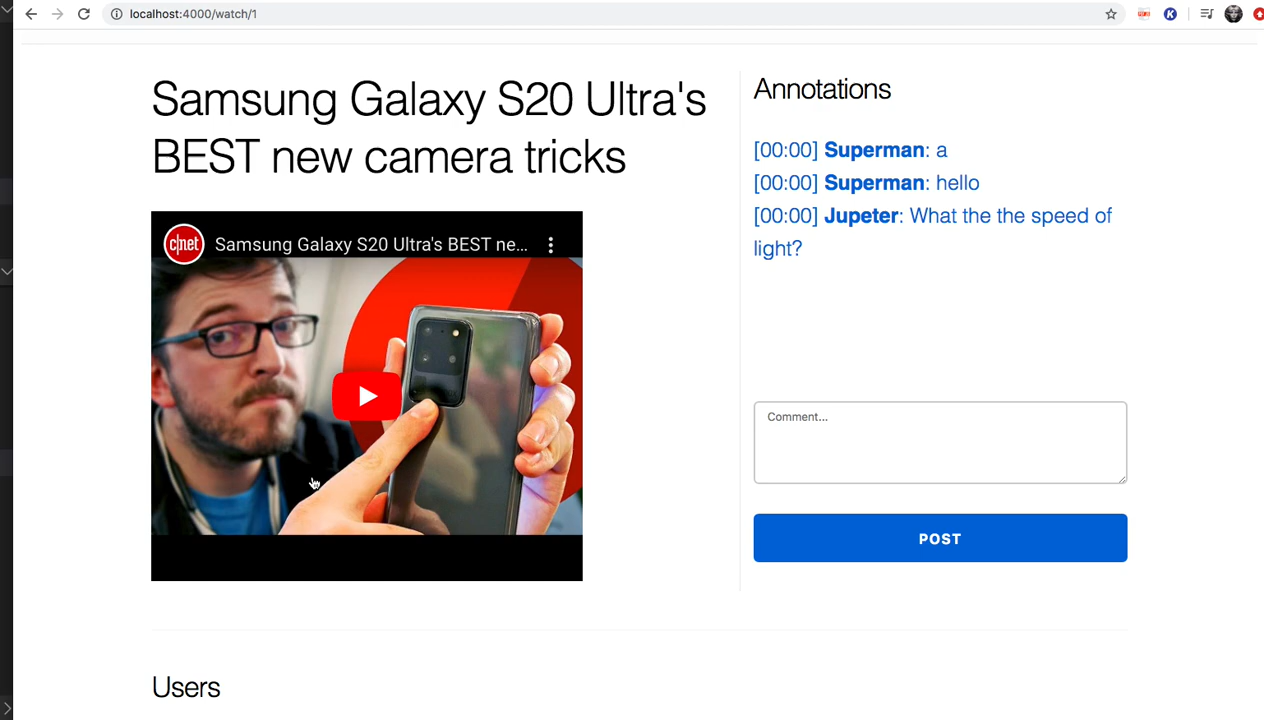 localhost:4000/watch/1
Samsung Galaxy S20 Ultra's
BEST new camera tricks
c|net
Samsung Galaxy S20 Ultra's BEST ne...
Annotations
[00:00] Superman: a
[00:00] Superman: hello
[00:00] Jupeter: What the the speed of
light?
Comment...
POST
Users